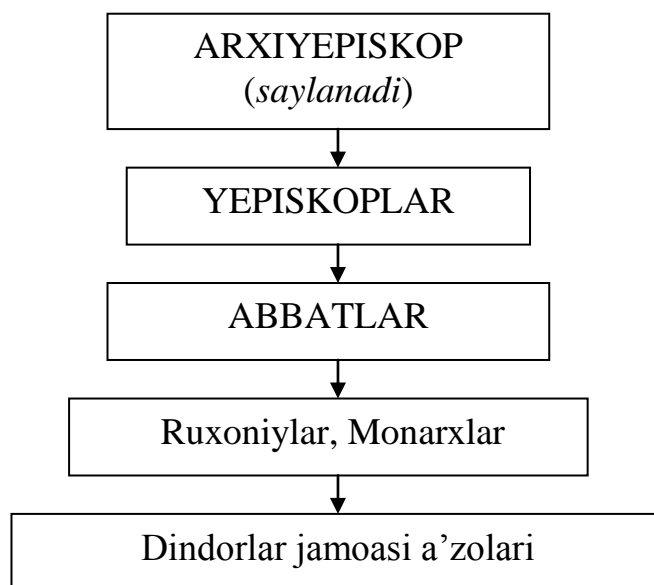 ARXIYEPISKOP
(saylanadi)
YEPISKOPLAR
ABBATLAR
Ruxoniylar, Monarxlar
Dindorlar jamoasi a’zolari